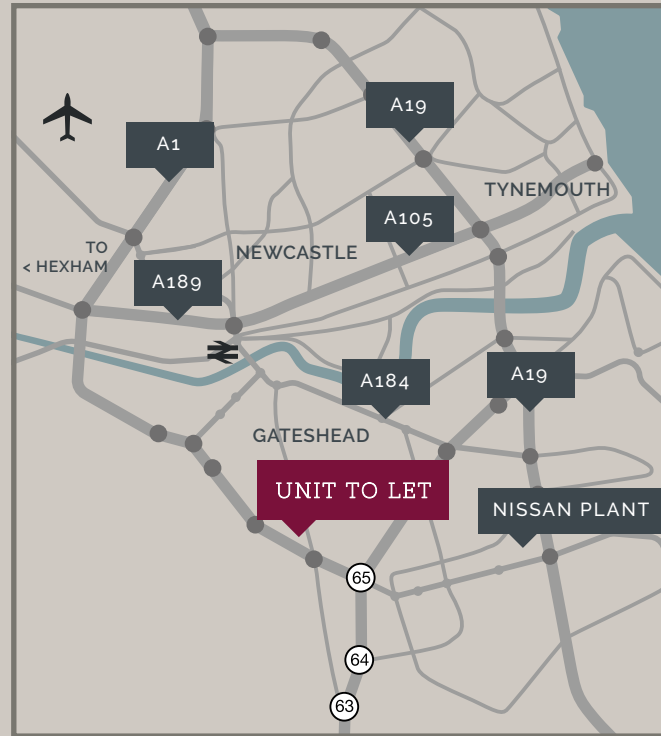 A19
A1
TYNEMOUTH
A105
TO
< HEXHAM
NEWCASTLE
A189
A184
A19
GATESHEAD
UNIT TO LET
NISSAN PLANT
65
64
63